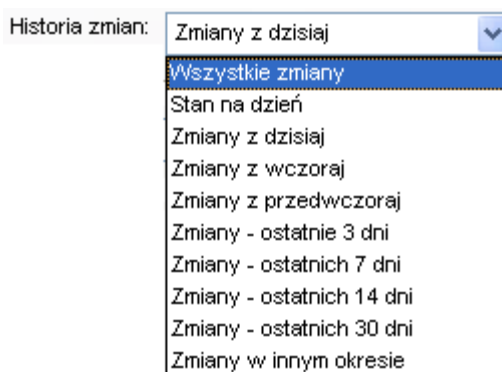 Historia zmian: Zmiany z dzisiaj
Wszystkie zmiany
Stan na dzień
Zmiany z dzisiaj
Zmiany z wczoraj
Zmiany z przedwczoraj
Zmiany - ostatnie 3 dni
Zmiany - ostatnich 7 dni
Zmiany - ostatnich 14 dni
Zmiany - ostatnich 30 dni
Zmiany w innym okresie